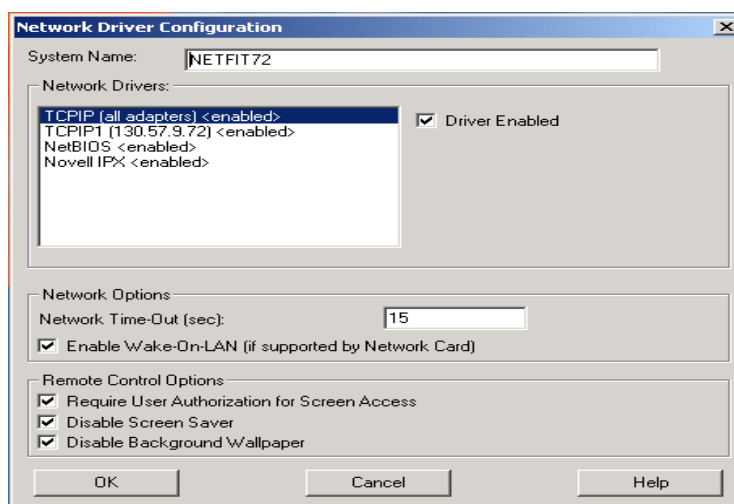 Network Driver Configuration
System Name: NETFIT72
Network Drivers:
TCPIP (all adapters) <enabled>
Driver Enabled
TCPIP1 (130.57.9.72) <enabled>
NetBIOS <enabled>
Novell IPX <enabled>
Network Options
Network Time-Out (sec): 15
Enable Wake-On-LAN (if supported by Network Card)
Remote Control Options
Require User Authorization for Screen Access
Disable Screen Saver
Disable Background Wallpaper
OK Cancel Help